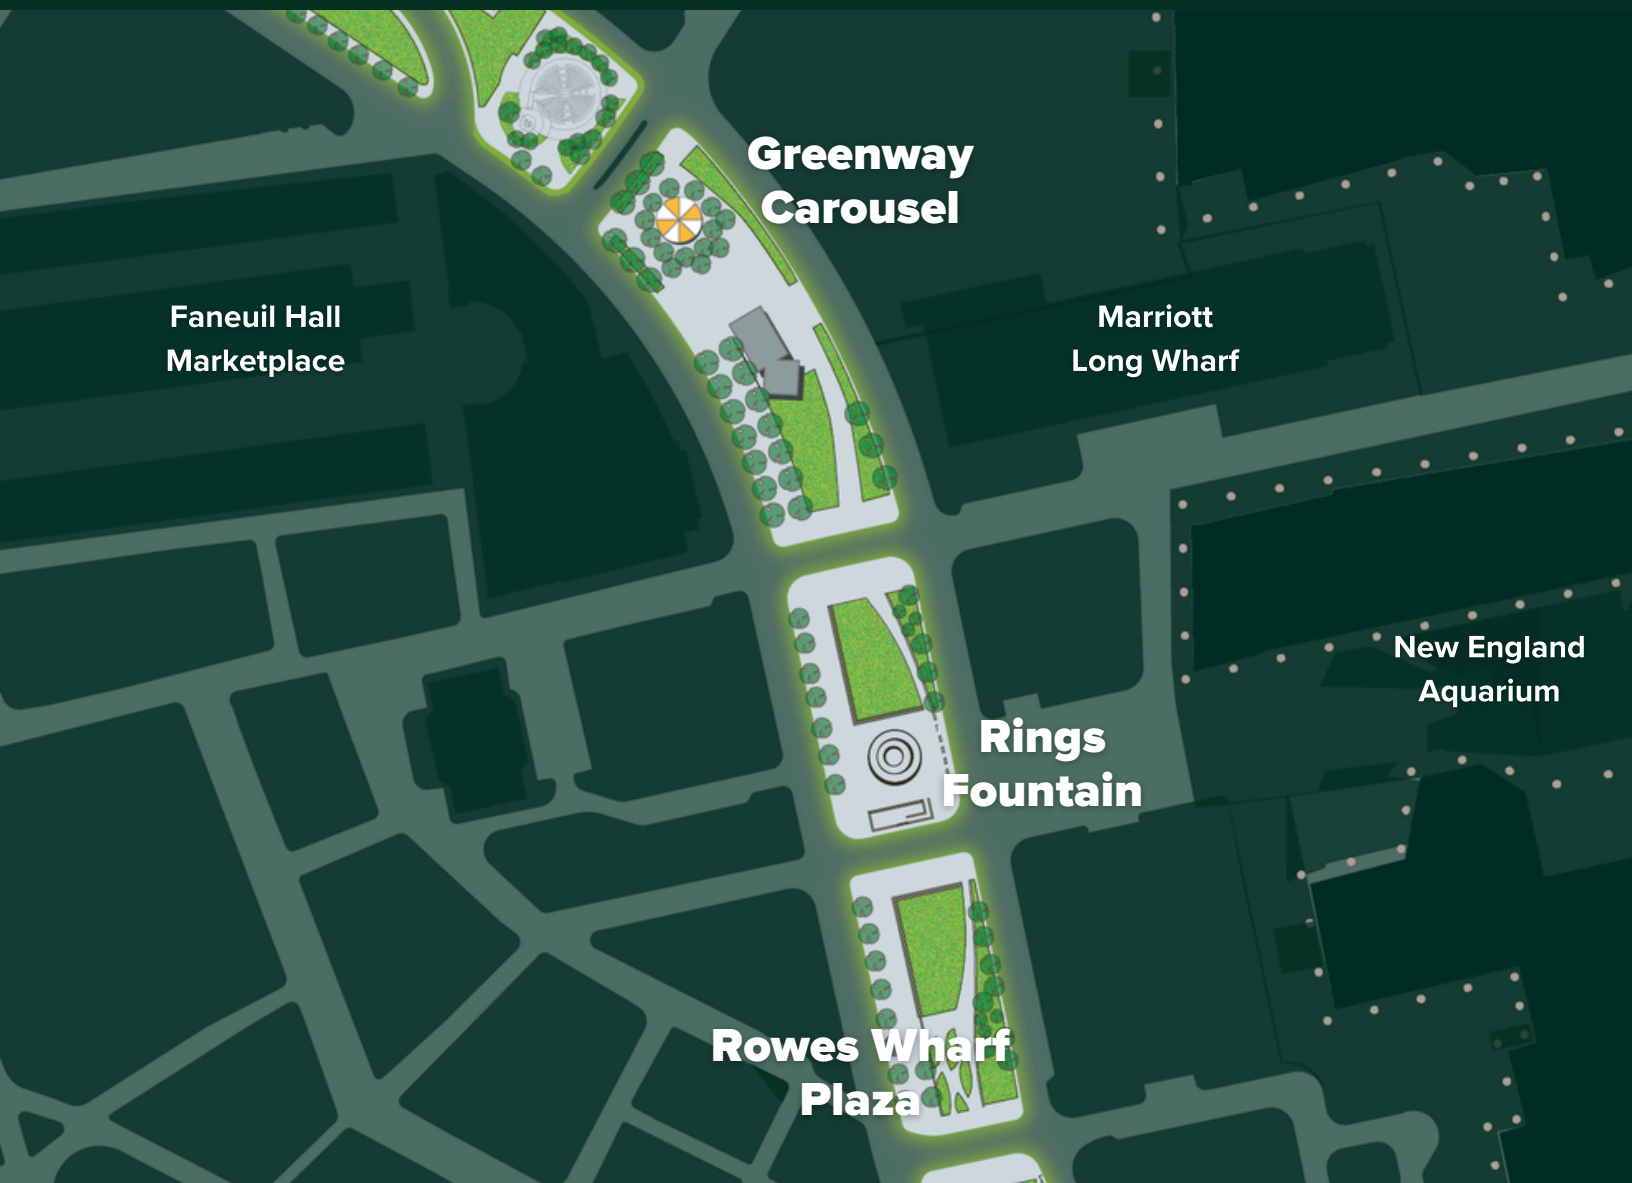 Greenway
Carousel
Faneuil Hall
Marketplace
Marriott
Long Wharf
New England
Aquarium
Rings
Fountain
Rowes Wharf
Plaza